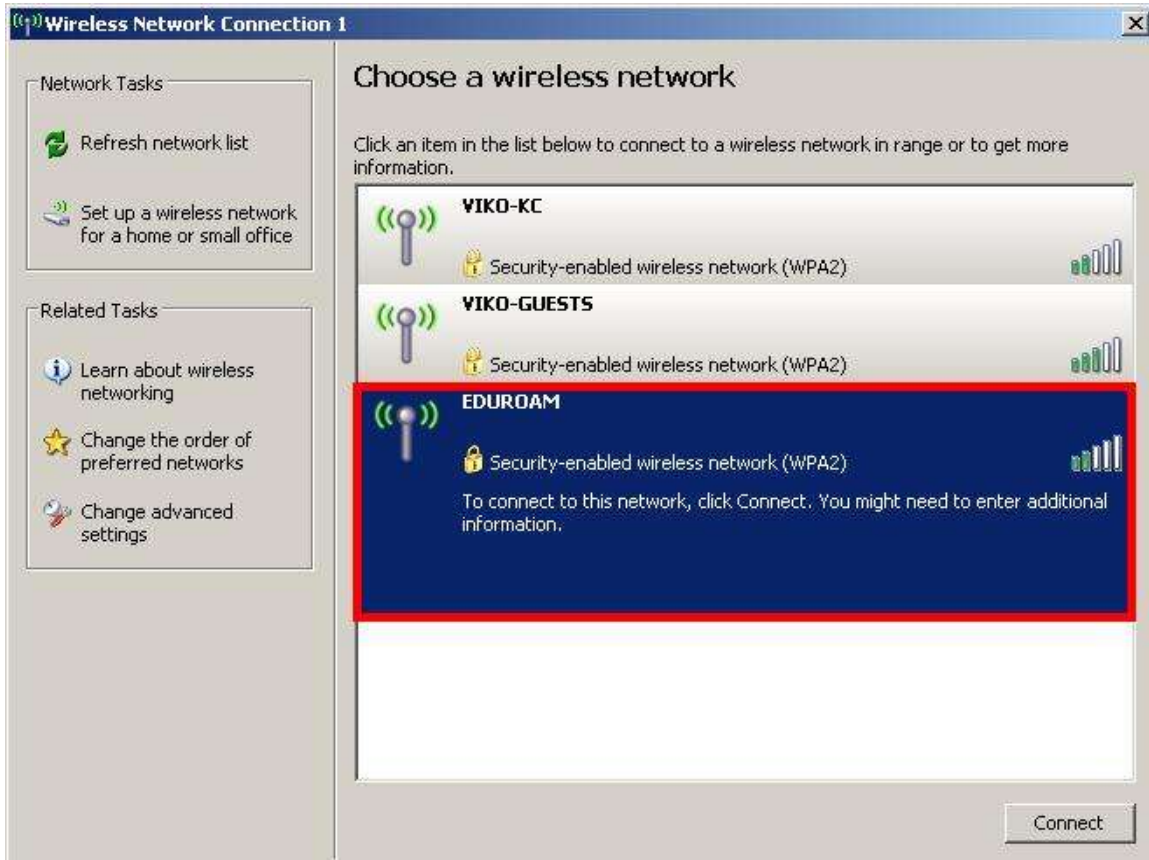 Wireless Network Connection 1
Network Tasks
Refresh network list
Set up a wireless network
for a home or small office
Related Tasks
Learn about wireless
networking
Change the order of
preferred networks
Change advanced
settings
Choose a wireless network
Click an item in the list below to connect to a wireless network in range or to get more
information.
VIKO-KC
Security-enabled wireless network (WPA2)
VIKO-GUESTS
Security-enabled wireless network (WPA2)
EDUROAM
Security-enabled wireless network (WPA2)
To connect to this network, click Connect. You might need to enter additional
information.
Connect